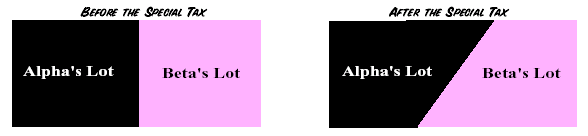 Before the Special Tax
Alpha's Lot
Beta's Lot
After the Special Tax
Alpha's Lot
Beta's Lot